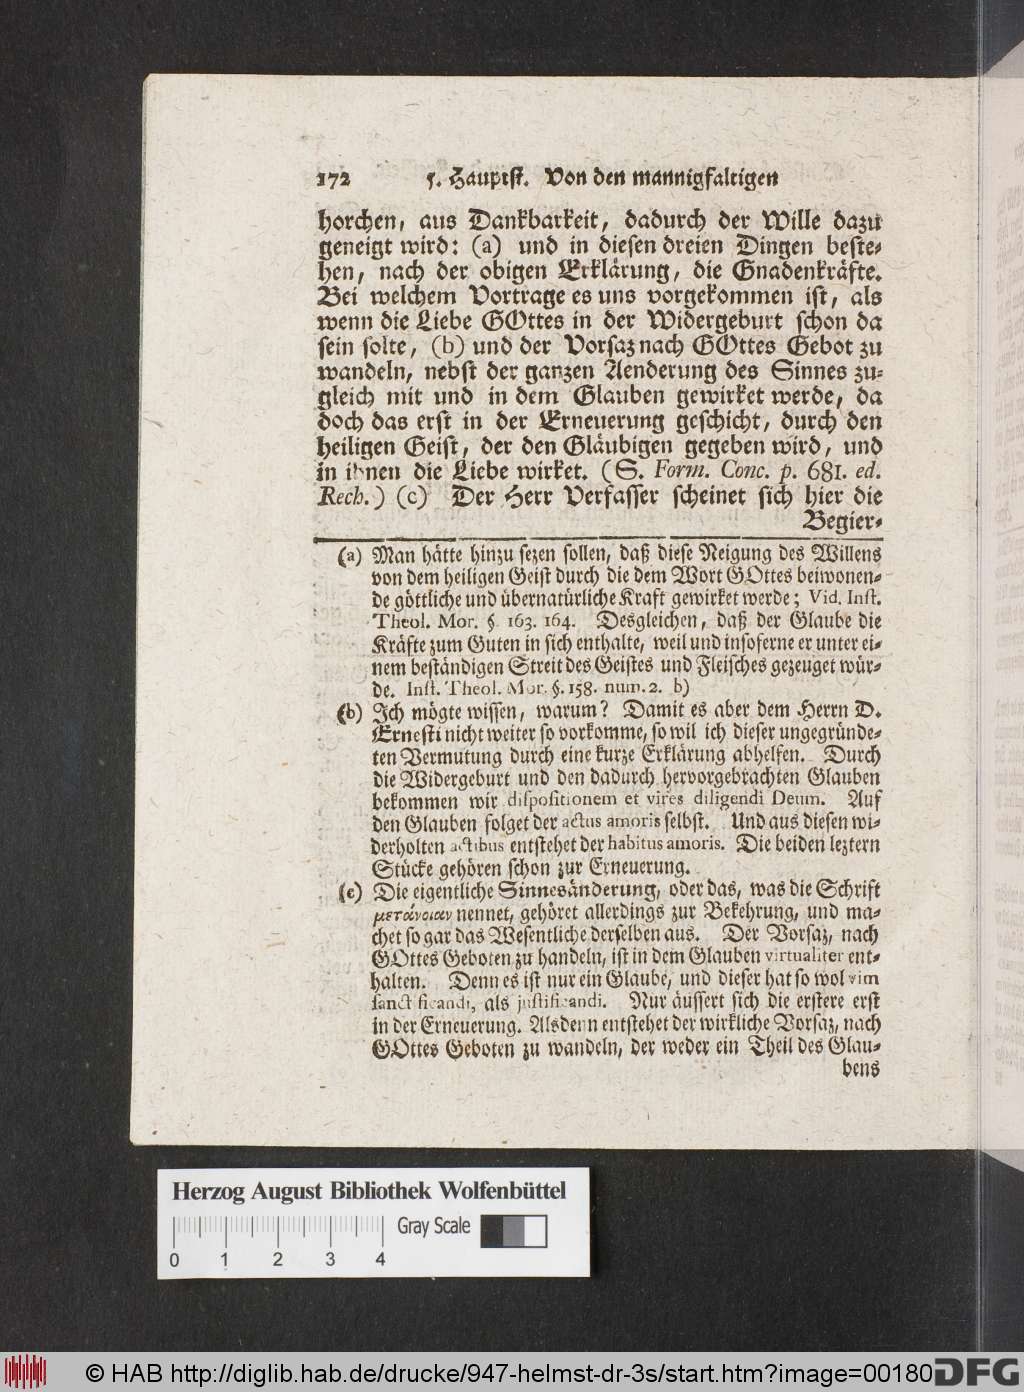 172 5. Hauptst. Von den mannigfaltigen
horchen, aus Dankbarkeit, dadurch der Wille dazu
geneigt wird: (a) und in diesen dreien Dingen beste-
hen, nach der obigen Erklärung, die Gnadenkräfte.
Bei welchem Vortrage es uns vorgekommen ist, als
wenn die Liebe GOttes in der Widergeburt schon da
sein solte, (b) und der Vorsaz nach GOttes Gebot zu
wandeln, nebst der ganzen Aenderung des Sinnes zu-
gleich mit und in dem Glauben gewirket werde, da
doch das erst in der Erneuerung geschicht, durch den
heiligen Geist, der den Gläubigen gegeben wird, und
in ihnen die Liebe wirket. (S. Form. Conc. p. 681. ed.
Rech.) (c) Der Herr Verfasser scheinet sich hier die
Begier-
(a) Man hätte hinzu sezen sollen, daß diese Neigung des Willens
von dem heiligen Geist durch die dem Wort GOttes beiwonen-
de göttliche und übernatürliche Kraft gewirket werde; Vid. Inst.
Theol. Mor. §. 163. 164. Desgleichen, daß der Glaube die
Kräfte zum Guten in sich enthalte, weil und insoferne er unter ei-
nem beständigen Streit des Geistes und Fleisches gezeuget wür-
de. Inst. Theol. Mor. §. 158. num. 2. b)
(b) Ich mögte wissen, warum? Damit es aber dem Herrn D.
Ernesti nicht weiter so vorkomme, so wil ich dieser ungegründe-
ten Vermutung durch eine kurze Erklärung abhelfen. Durch
die Widergeburt und den dadurch hervorgebrachten Glauben
bekommen wir dispositionem et vires diligendi Deum. Auf
den Glauben folget der actus amoris selbst. Und aus diesen wi-
derholten actibus entstehet der habitus amoris. Die beiden leztern
Stücke gehören schon zur Erneuerung.
(c) Die eigentliche Sinnesänderung, oder das, was die Schrift
μετάνοιαν nennet, gehöret allerdings zur Bekehrung, und ma-
chet so gar das Wesentliche derselben aus. Der Vorsaz, nach
GOttes Geboten zu handeln, ist in dem Glauben virtualiter ent-
halten. Denn es ist nur ein Glaube, und dieser hat so wol vim
sanctificandi, als justificandi. Nur äussert sich die erstere erst
in der Erneuerung. Alsdenn entstehet der wirkliche Vorsaz, nach
GOttes Geboten zu wandeln, der weder ein Theil des Glau-
bens
Herzog August Bibliothek Wolfenbüttel
Gray Scale
0 1 2 3 4
© HAB http://diglib.hab.de/drucke/947-helmst-dr-3s/start.htm?image=00180
DFG